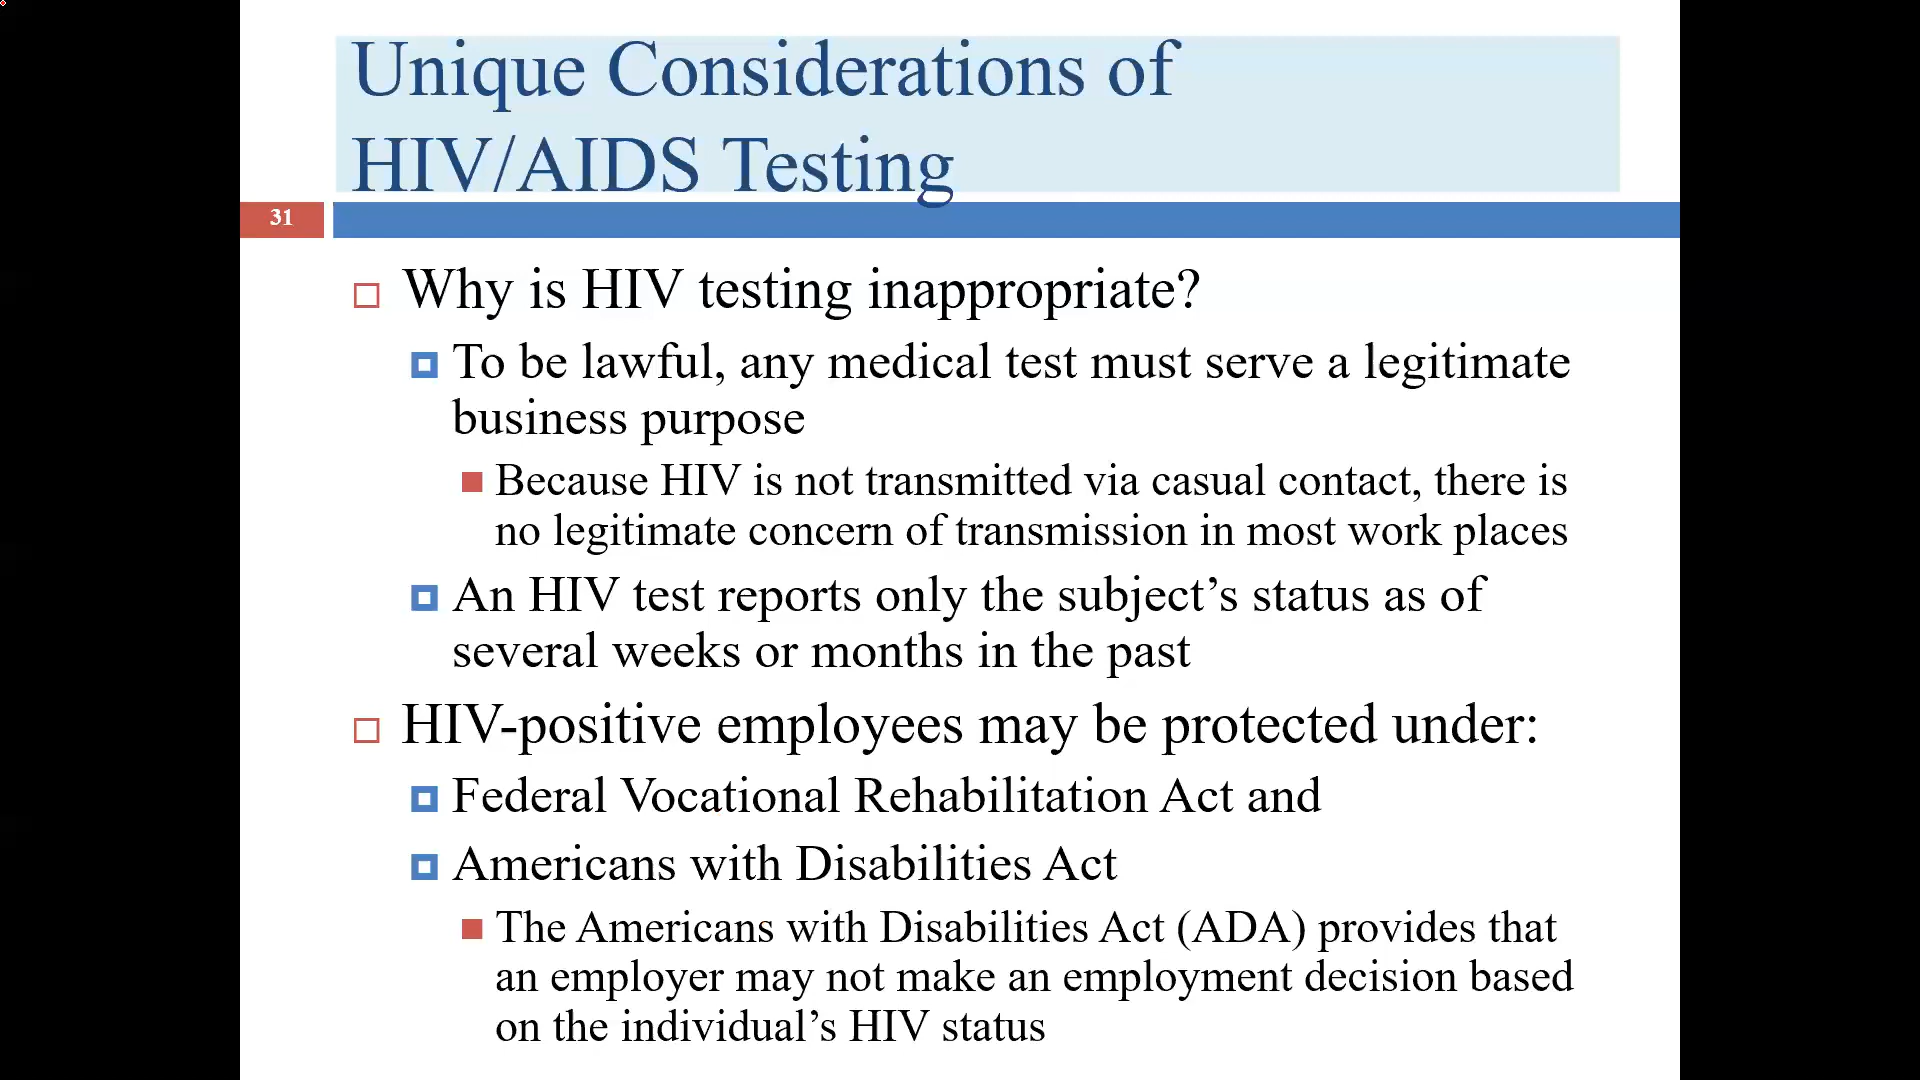 Unique Considerations of
HIV/AIDS Testing
31
Why is HIV testing inappropriate?
To be lawful, any medical test must serve a legitimate
business purpose
Because HIV is not transmitted via casual contact, there is
no legitimate concern of transmission in most work places
An HIV test reports only the subject’s status as of
several weeks or months in the past
HIV-positive employees may be protected under:
Federal Vocational Rehabilitation Act and
Americans with Disabilities Act
The Americans with Disabilities Act (ADA) provides that
an employer may not make an employment decision based
on the individual’s HIV status